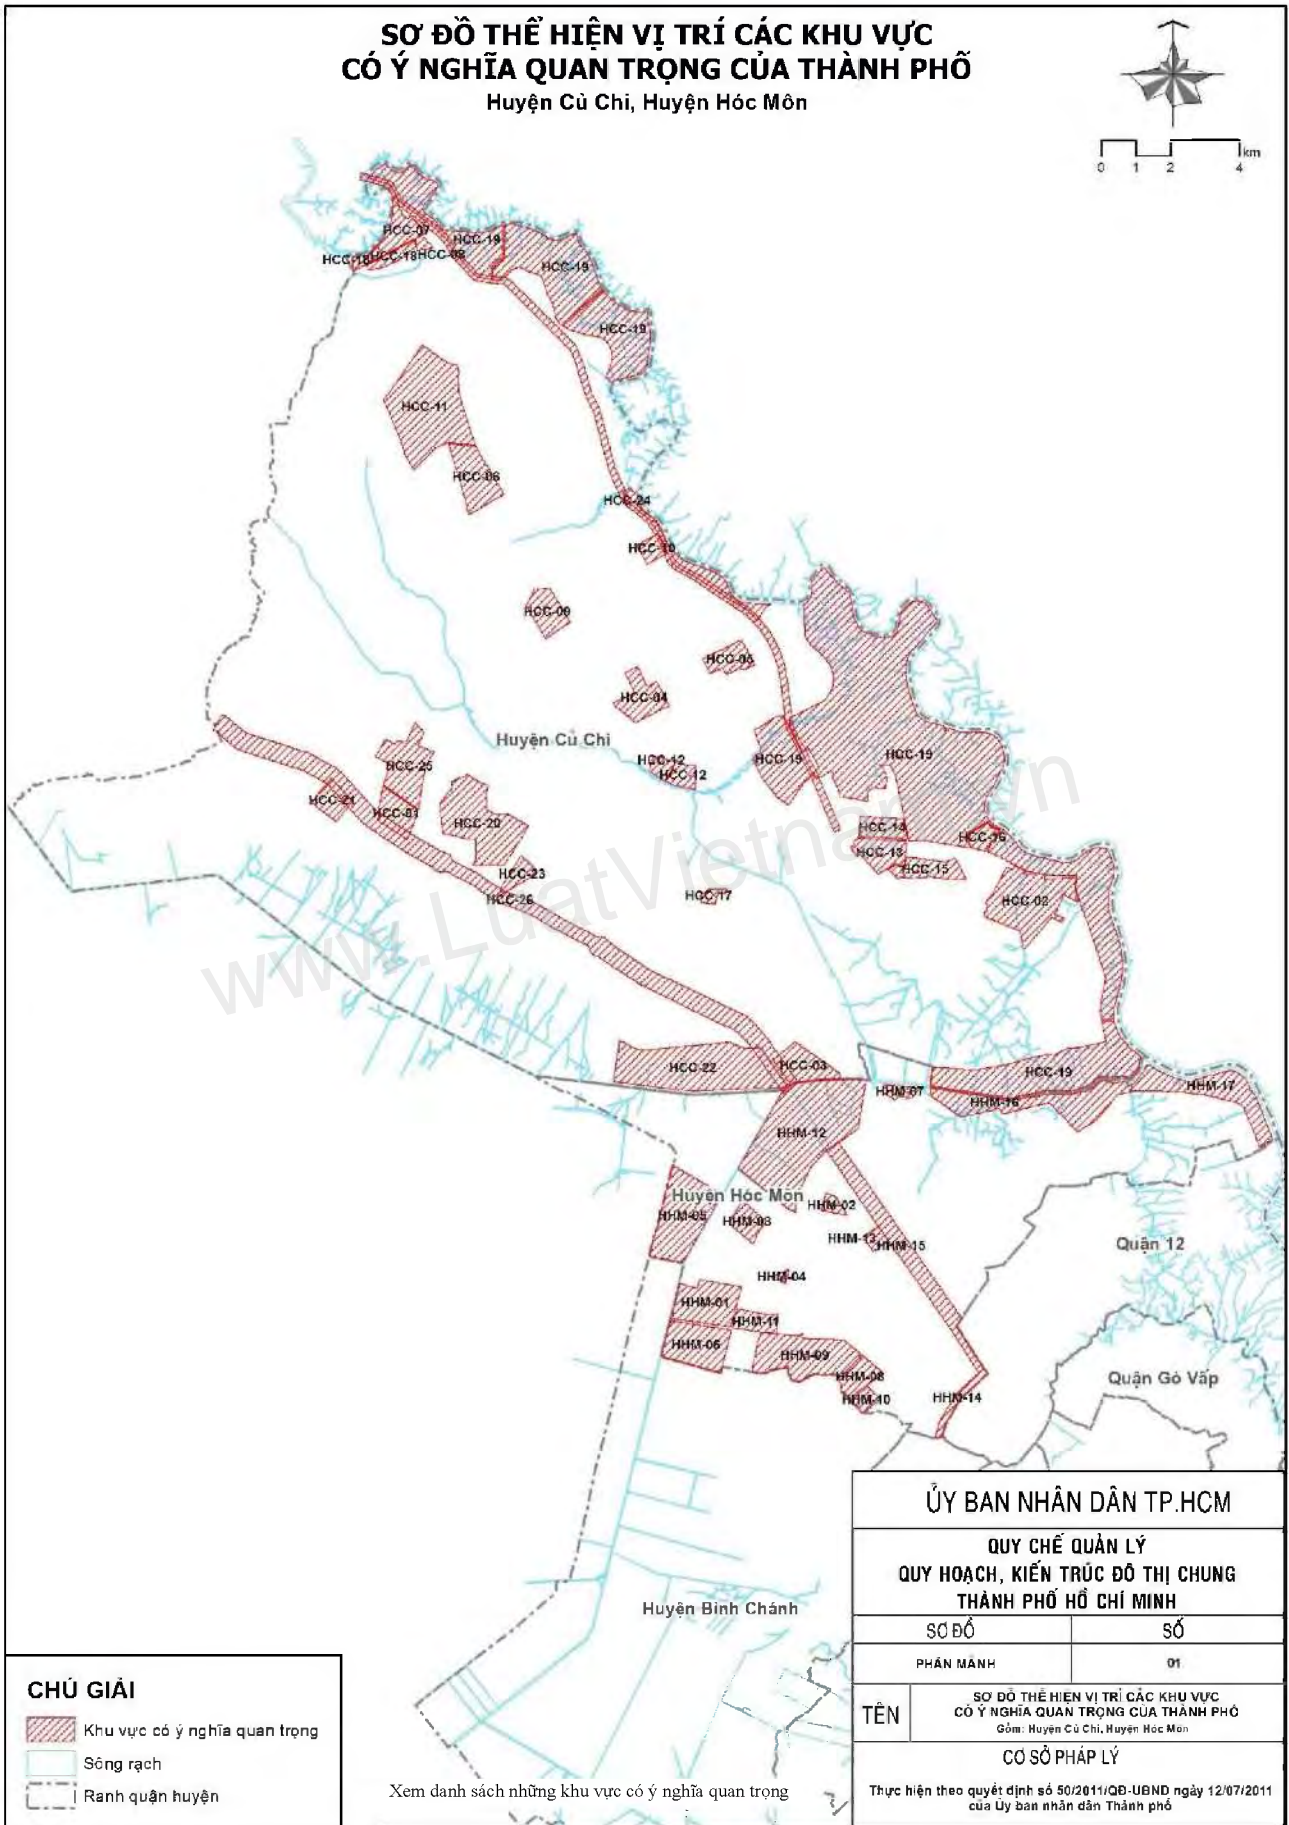 SƠ ĐỒ THỂ HIỆN VỊ TRÍ CÁC KHU VỰC
CÓ Ý NGHĨA QUAN TRỌNG CỦA THÀNH PHỐ
Huyện Củ Chi, Huyện Hóc Môn
0 1 2 4 km
HCC-07
HCC-19
HCC-18
HCC-18
HCC-08
HCC-19
HCC-19
HCC-11
HCC-06
HCC-24
HCC-10
HCC-09
HCC-05
HCC-04
Huyện Củ Chi
HCC-12
HCC-12
HCC-19
HCC-19
HCC-25
HCC-21
HCC-01
HCC-20
HCC-14
HCC-16
HCC-13
HCC-15
HCC-23
HCC-26
HCC-17
HCC-02
www.LuatVietnam.vn
HCC-22
HCC-03
HCC-19
HHM-07
HHM-16
HHM-17
HHM-12
Huyện Hóc Môn
HHM-02
HHM-05
HHM-03
HHM-13
HHM-15
Quận 12
HHM-04
HHM-01
HHM-11
HHM-06
HHM-09
HHM-08
HHM-10
HHM-14
Quận Gò Vấp
Huyện Bình Chánh
ỦY BAN NHÂN DÂN TP.HCM
QUY CHẾ QUẢN LÝ
QUY HOẠCH, KIẾN TRÚC ĐÔ THỊ CHUNG
THÀNH PHỐ HỒ CHÍ MINH
SƠ ĐỒ SỐ
PHÂN MẢNH 01
TÊN
SƠ ĐỒ THỂ HIỆN VỊ TRÍ CÁC KHU VỰC
CÓ Ý NGHĨA QUAN TRỌNG CỦA THÀNH PHỐ
Gồm: Huyện Củ Chi, Huyện Hóc Môn
CƠ SỞ PHÁP LÝ
Thực hiện theo quyết định số 50/2011/QĐ-UBND ngày 12/07/2011
của Ủy ban nhân dân Thành phố
CHÚ GIẢI
Khu vực có ý nghĩa quan trọng
Sông rạch
Ranh quận huyện
Xem danh sách những khu vực có ý nghĩa quan trọng